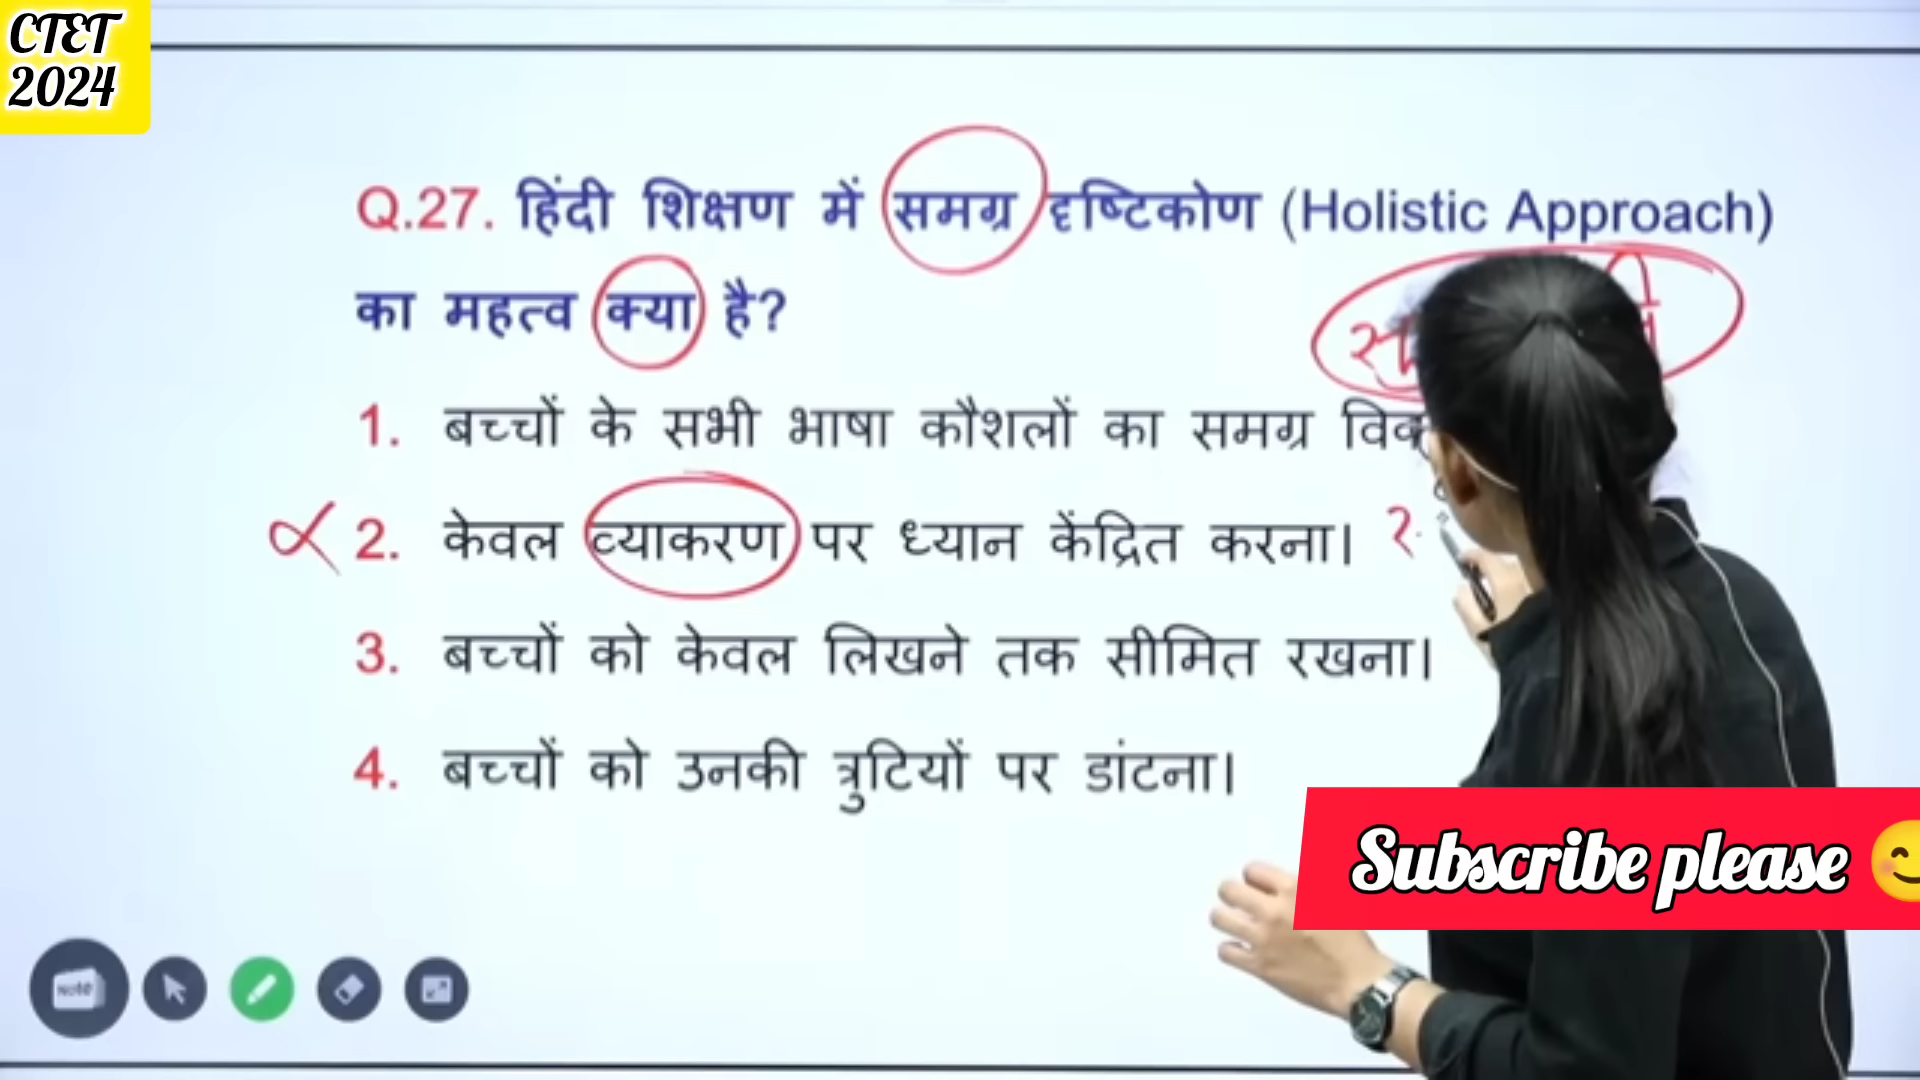 CTET
2024
Q.27. हिंदी शिक्षण में समग्र दृष्टिकोण (Holistic Approach)
का महत्व क्या है?
1. बच्चों के सभी भाषा कौशलों का समग्र
2. केवल व्याकरण पर ध्यान केंद्रित करना।
3. बच्चों को केवल लिखने तक सीमित रखना।
4. बच्चों को उनकी त्रुटियों पर डांटना।
Subscribe please
Note